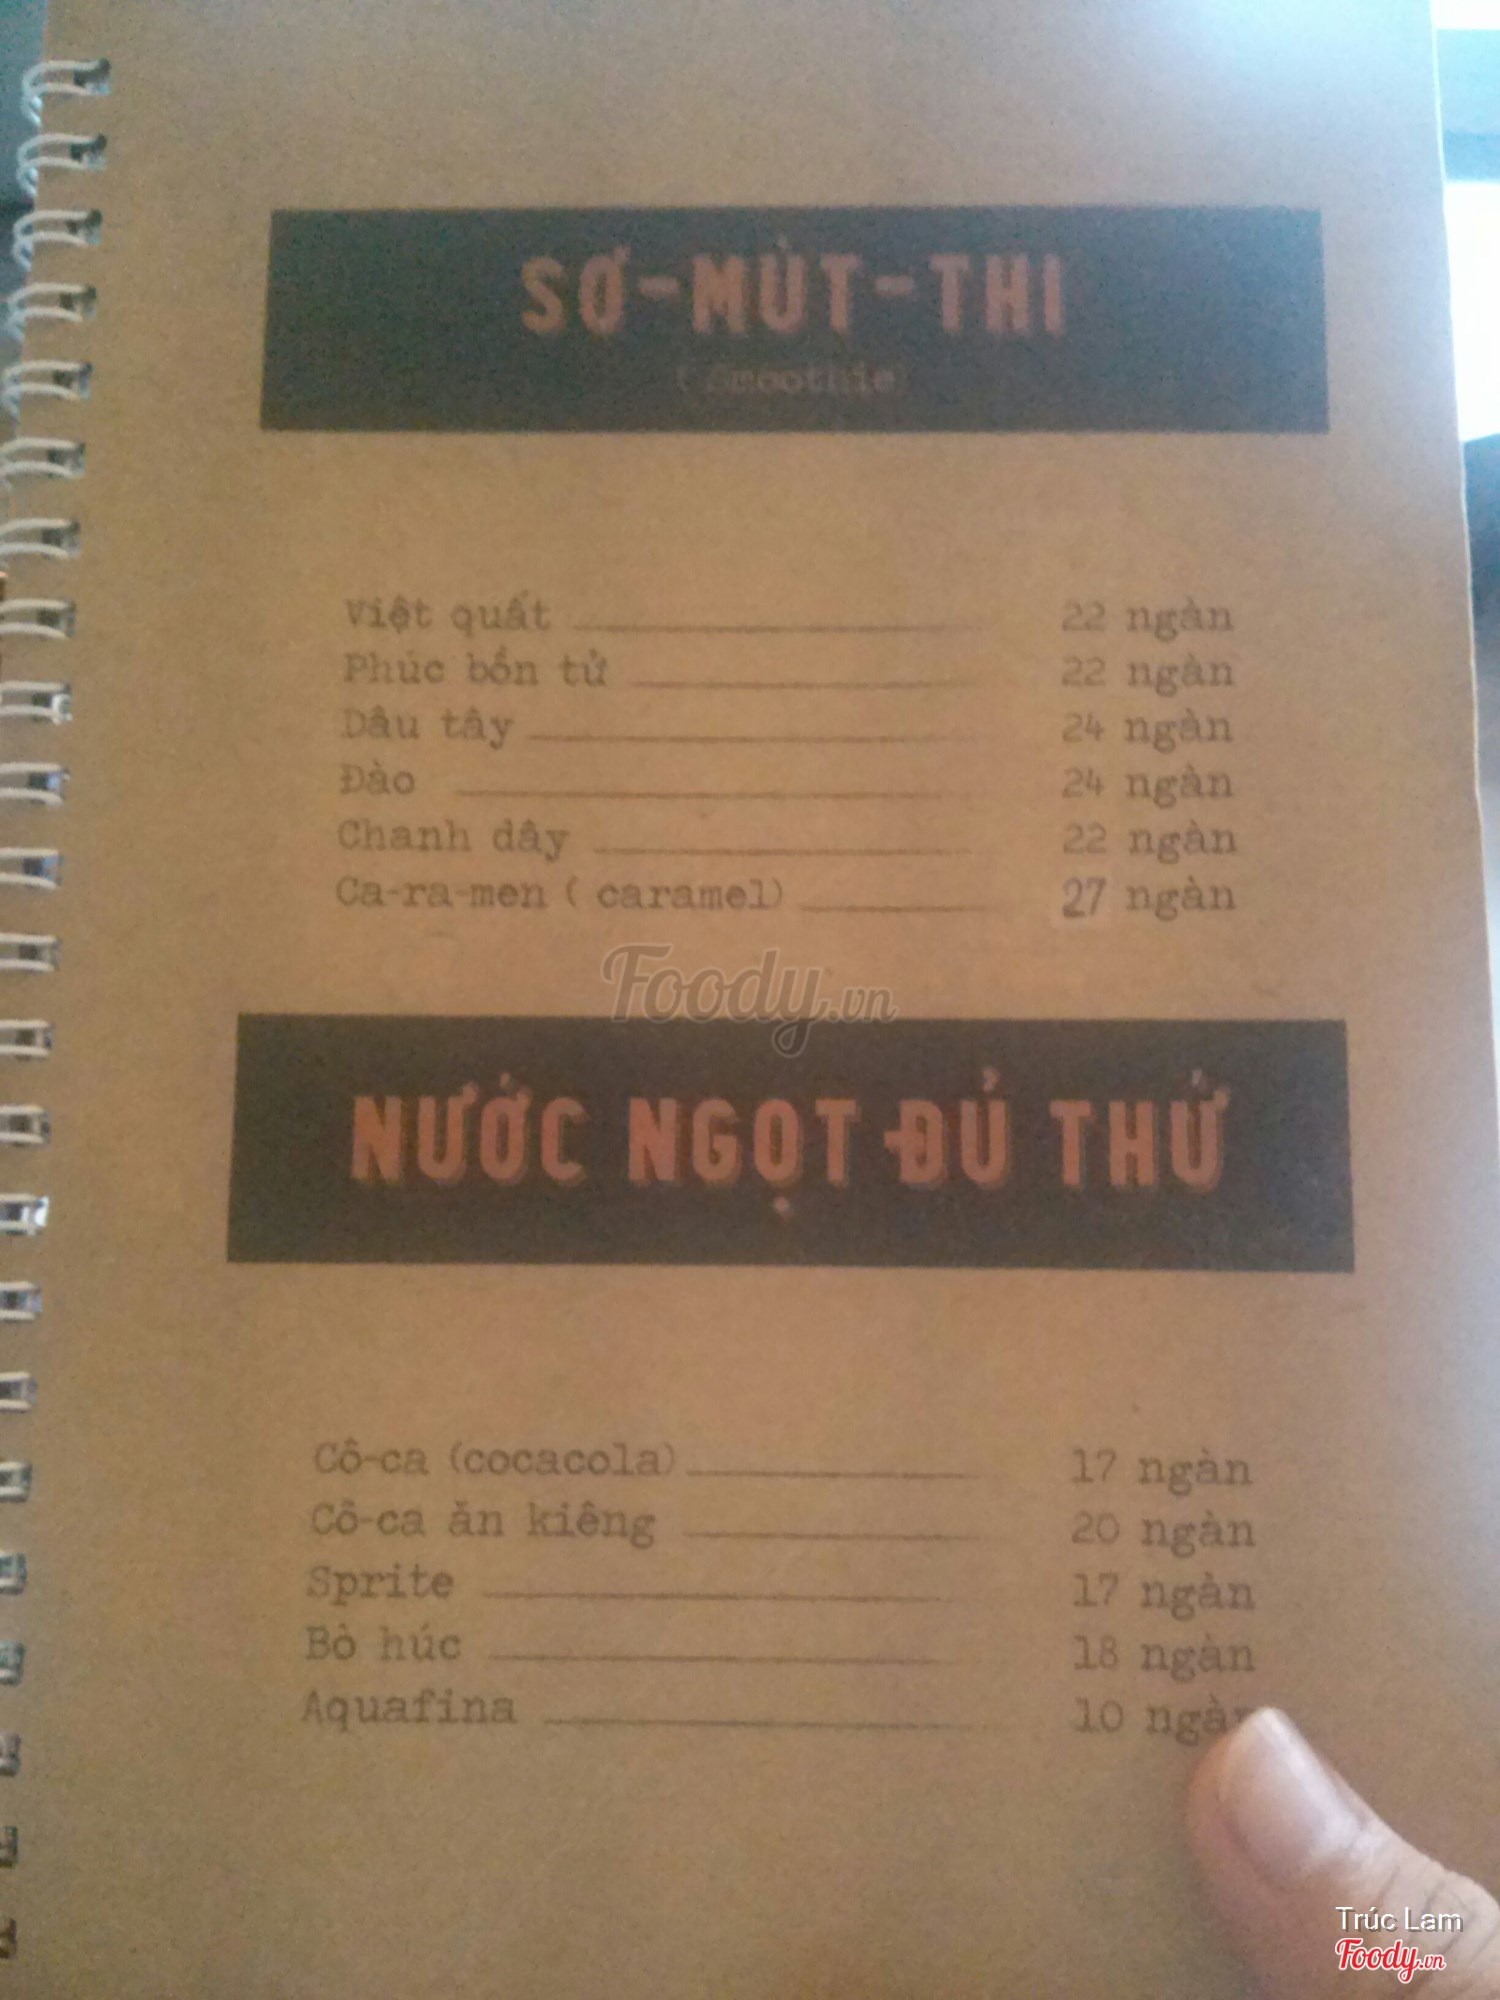 SƠ-MÚT-THI
( Smoothie)
Việt quất 22 ngàn
Phúc bồn tử 22 ngàn
Dâu tây 24 ngàn
Đào 24 ngàn
Chanh dây 22 ngàn
Ca-ra-men ( caramel) 27 ngàn
Foody.vn
NƯỚC NGỌT ĐỦ THỨ
Cô-ca (cocacola) 17 ngàn
Cô-ca ăn kiêng 20 ngàn
Sprite 17 ngàn
Bò húc 18 ngàn
Aquafina 10 ngàn
Trúc Lam
Foody.vn